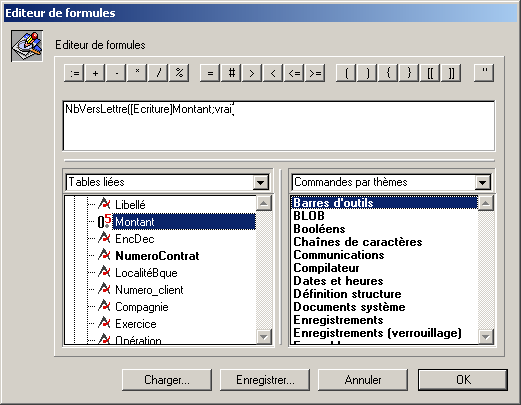 Editeur de formules
Editeur de formules
:= + - * / % = # > < <= >= ( ) { } [[ ]] "
NbVersLettre([Ecriture]Montant;vrai
Tables liées
Commandes par thèmes
Libellé
Montant
EncDec
NumeroContrat
LocalitéBque
Numero_client
Compagnie
Exercice
Opération
Barres d'outils
BLOB
Booléens
Chaînes de caractères
Communications
Compilateur
Dates et heures
Définition structure
Documents système
Enregistrements
Enregistrements (verrouillage)
Charger...
Enregistrer...
Annuler
OK